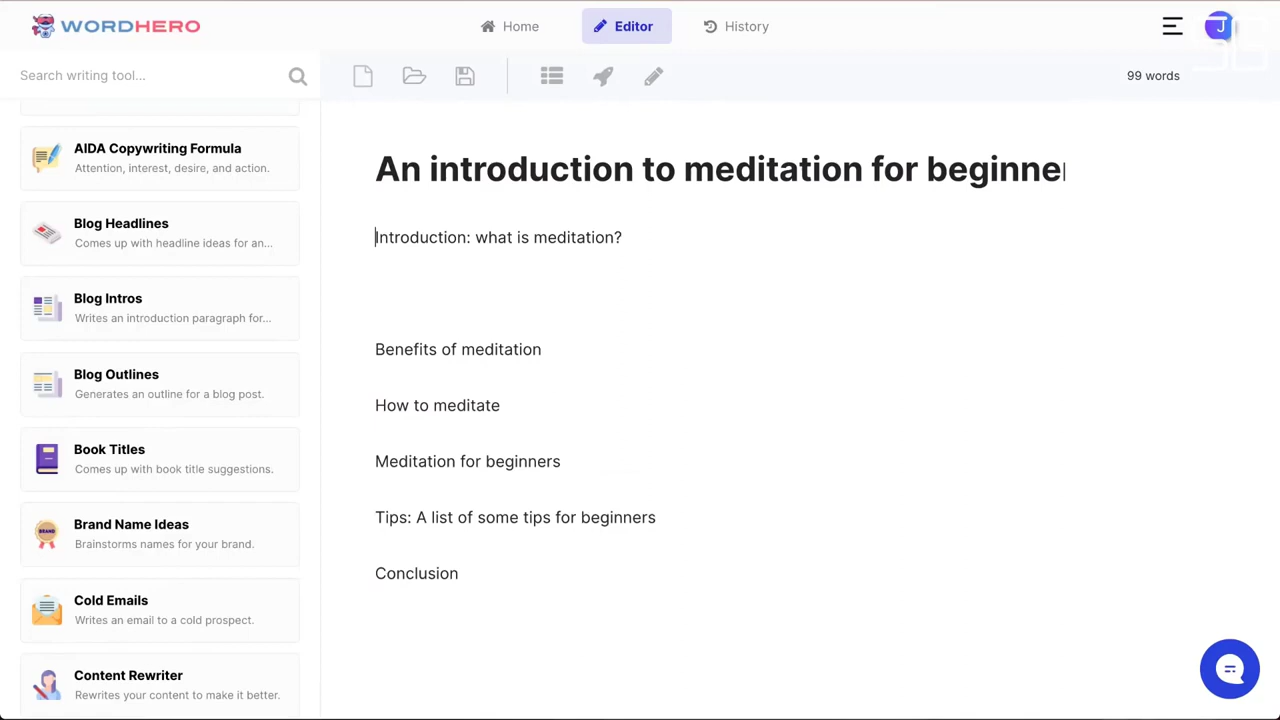 WORDHERO
Home
Editor
History
J
Search writing tool...
99 words
AIDA Copywriting Formula
Attention, interest, desire, and action.
Blog Headlines
Comes up with headline ideas for an...
Blog Intros
Writes an introduction paragraph for...
Blog Outlines
Generates an outline for a blog post.
Book Titles
Comes up with book title suggestions.
BRAND
Brand Name Ideas
Brainstorms names for your brand.
Cold Emails
Writes an email to a cold prospect.
Content Rewriter
Rewrites your content to make it better.
An introduction to meditation for beginne
Introduction: what is meditation?
Benefits of meditation
How to meditate
Meditation for beginners
Tips: A list of some tips for beginners
Conclusion